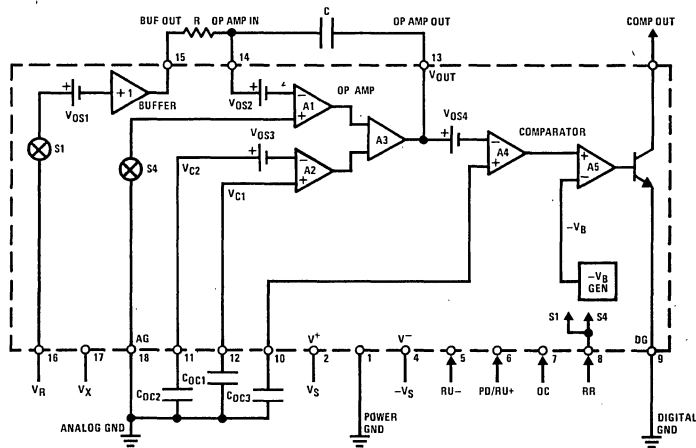 BUF OUT R OP AMP IN C OP AMP OUT COMP OUT
15 14 13
+ +1 BUFFER
VOS1
+ VOS2
− A1 +
OP AMP
VOUT
S1
S4
VOS3
+ − A2 +
A3
VOS4
+ − A4 +
COMPARATOR
+ A5 −
VC2
VC1
−VB
−VB
GEN
S1 S4
AG V+ V− DG
16 17 18 11 12 10 2 1 4 5 6 7 8 9
VR VX COC2 COC1 COC3 VS −VS RU− PD/RU+ OC RR
ANALOG GND
POWER
GND
DIGITAL
GND